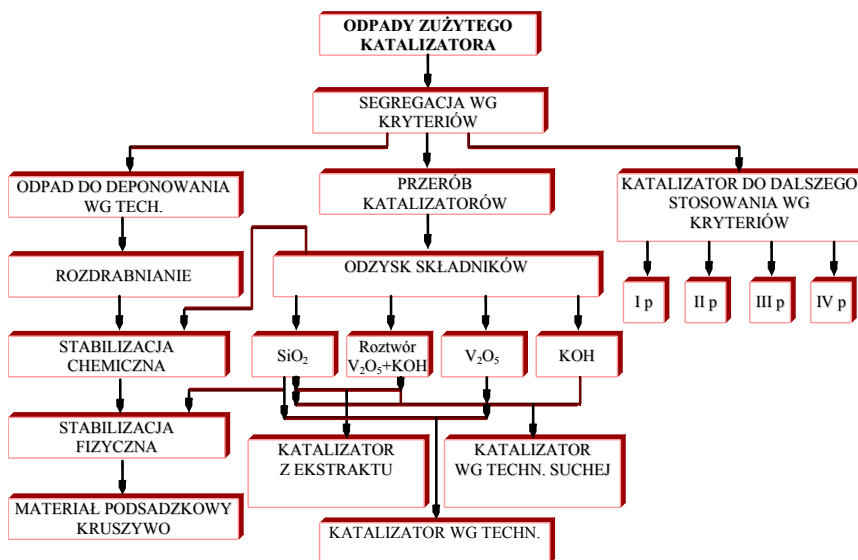 ODPADY ZUŻYTEGO
KATALIZATORA
SEGREGACJA WG
KRYTERIÓW
ODPAD DO DEPONOWANIA
WG TECH.
PRZERÓB
KATALIZATORÓW
KATALIZATOR DO DALSZEGO
STOSOWANIA WG
KRYTERIÓW
ROZDRABNIANIE
ODZYSK SKŁADNIKÓW
I p
II p
III p
IV p
STABILIZACJA
CHEMICZNA
SiO₂
Roztwór
V₂O₅+KOH
V₂O₅
KOH
STABILIZACJA
FIZYCZNA
KATALIZATOR
Z EKSTRAKTU
KATALIZATOR
WG TECHN. SUCHEJ
MATERIAŁ PODSADZKOWY
KRUSZYWO
KATALIZATOR WG TECHN.